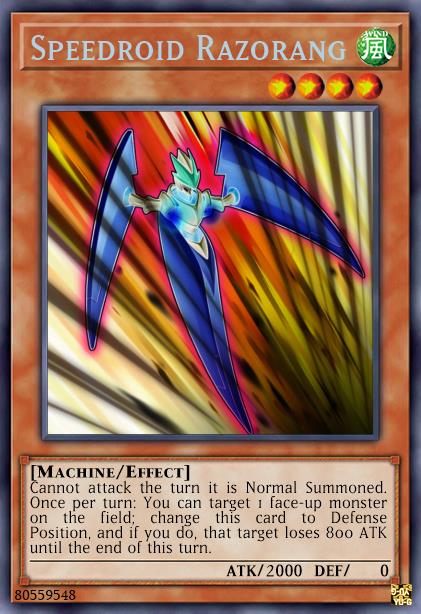 SPEEDROID RAZORANG
WIND
風
[MACHINE/EFFECT]
Cannot attack the turn it is Normal Summoned.
Once per turn: You can target 1 face-up monster
on the field; change this card to Defense
Position, and if you do, that target loses 800 ATK
until the end of this turn.
ATK/2000 DEF/ 0
80559548